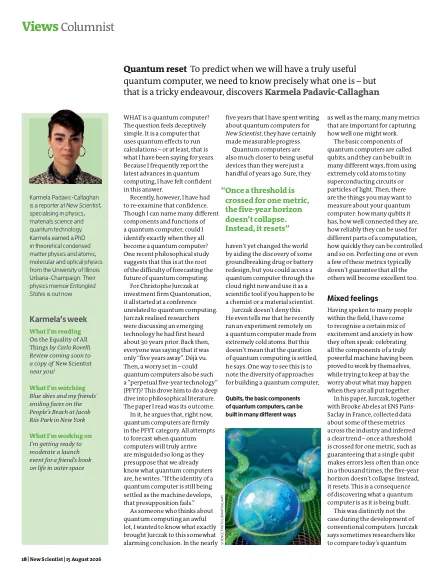 Views Columnist
Quantum reset To predict when we will have a truly useful
quantum computer, we need to know precisely what one is – but
that is a tricky endeavour, discovers Karmela Padavic-Callaghan
Karmela Padavic-Callaghan
is a reporter at New Scientist,
specialising in physics,
materials science and
quantum technology.
Karmela earned a PhD
in theoretical condensed
matter physics and atomic,
molecular and optical physics
from the University of Illinois
Urbana-Champaign. Their
physics memoir Entangled
States is out now
Karmela's week
What I'm reading
On the Equality of All
Things by Carlo Rovelli.
Review coming soon to
a copy of New Scientist
near you!
What I'm watching
Blue skies and my friends'
smiling faces on the
People's Beach at Jacob
Riis Park in New York
What I'm working on
I'm getting ready to
moderate a launch
event for a friend's book
on life in outer space
WHAT IS a quantum computer?
The question feels deceptively
simple. It is a computer that
uses quantum effects to run
calculations – or at least, that is
what I have been saying for years.
Because I frequently report the
latest advances in quantum
computing, I have felt confident
in this answer.
Recently, however, I have had
to re-examine that confidence.
Though I can name many different
components and functions
of a quantum computer, could I
identify exactly when they all
become a quantum computer?
One recent philosophical study
suggests that this is at the root
of the difficulty of forecasting the
future of quantum computing.
For Christophe Jurczak at
investment firm Quantonation,
it all started at a conference
unrelated to quantum computing.
Jurczak realised researchers
were discussing an emerging
technology he had first heard
about 30 years prior. Back then,
everyone was saying that it was
only "five years away". Déjà vu.
Then, a worry set in – could
quantum computers also be such
a "perpetual five-year technology"
(PFYT)? This drove him to do a deep
dive into philosophical literature.
The paper I read was its outcome.
In it, he argues that, right now,
quantum computers are firmly
in the PFYT category. All attempts
to forecast when quantum
computers will truly arrive
are misguided so long as they
presuppose that we already
know what quantum computers
are, he writes. "If the identity of
a quantum computer is still being
settled as the machine develops,
that presupposition fails."
As someone who thinks about
quantum computing an awful
lot, I wanted to know what exactly
brought Jurczak to this somewhat
alarming conclusion. In the nearly
five years that I have spent writing
about quantum computers for
New Scientist, they have certainly
made measurable progress.
Quantum computers are
also much closer to being useful
devices than they were just a
handful of years ago. Sure, they
"Once a threshold is
crossed for one metric,
the five-year horizon
doesn't collapse.
Instead, it resets"
haven't yet changed the world
by aiding the discovery of some
groundbreaking drug or battery
redesign, but you could access a
quantum computer through the
cloud right now and use it as a
scientific tool if you happen to be
a chemist or a material scientist.
Jurczak doesn't deny this.
He even tells me that he recently
ran an experiment remotely on
a quantum computer made from
extremely cold atoms. But this
doesn't mean that the question
of quantum computing is settled,
he says. One way to see this is to
note the diversity of approaches
for building a quantum computer,
Qubits, the basic components
of quantum computers, can be
built in many different ways
as well as the many, many metrics
that are important for capturing
how well one might work.
The basic components of
quantum computers are called
qubits, and they can be built in
many different ways, from using
extremely cold atoms to tiny
superconducting circuits or
particles of light. Then, there
are the things you may want to
measure about your quantum
computer: how many qubits it
has, how well connected they are,
how reliably they can be used for
different parts of a computation,
how quickly they can be controlled
and so on. Perfecting one or even
a few of these metrics typically
doesn't guarantee that all the
others will become excellent too.
Mixed feelings
Having spoken to many people
within the field, I have come
to recognise a certain mix of
excitement and anxiety in how
they often speak: celebrating
all the components of a truly
powerful machine having been
proved to work by themselves,
while trying to keep at bay the
worry about what may happen
when they are all put together.
In his paper, Jurczak, together
with Brooke Abele at ENS Paris-
Saclay in France, collected
data about some of these metrics
across the industry and inferred
a clear trend – once a threshold
is crossed for one metric, such as
guaranteeing that a single qubit
makes errors less often than once
in a thousand times, the five-year
horizon doesn't collapse. Instead,
it resets. This is a consequence
of discovering what a quantum
computer is as it is being built.
This was distinctly not the
case during the development of
conventional computers. Jurczak
says sometimes researchers like
to compare today's quantum
18 | New Scientist | 15 August 2026